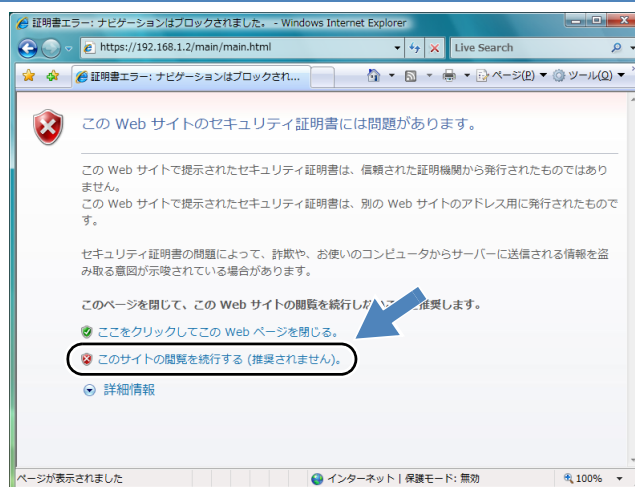 証明書エラー: ナビゲーションはブロックされました。 - Windows Internet Explorer
https://192.168.1.2/main/main.html
Live Search
証明書エラー: ナビゲーションはブロックされ...
ページ(P)
ツール(O)
この Web サイトのセキュリティ証明書には問題があります。
この Web サイトで提示されたセキュリティ証明書は、信頼された証明機関から発行されたものではあり
ません。
この Web サイトで提示されたセキュリティ証明書は、別の Web サイトのアドレス用に発行されたもので
す。
セキュリティ証明書の問題によって、詐欺や、お使いのコンピュータからサーバーに送信される情報を盗
み取る意図が示唆されている場合があります。
このページを閉じて、この Web サイトの閲覧を続行しない 推奨します。
ここをクリックしてこの Web ページを閉じる。
このサイトの閲覧を続行する (推奨されません)。
詳細情報
ページが表示されました
インターネット | 保護モード: 無効
100%